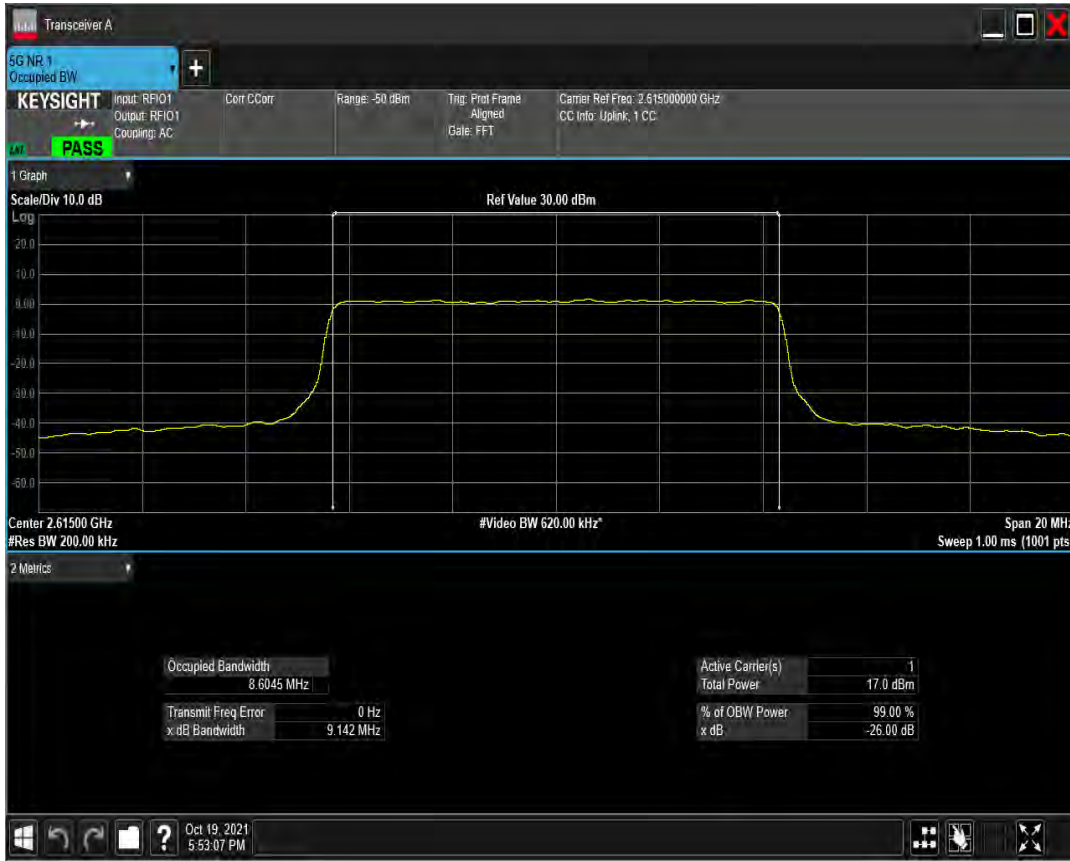 Transceiver A
5G NR 1
Occupied BW
+
KEYSIGHT
PASS
Input: RFIO1
Output: RFIO1
Coupling: AC
Corr CCorr
Range: -50 dBm
Trig: Prot Frame
Aligned
Gate: FFT
Carrier Ref Freq: 2.615000000 GHz
CC Info: Uplink, 1 CC
1 Graph
Scale/Div 10.0 dB
Ref Value 30.00 dBm
Log
20.0
10.0
0.00
-10.0
-20.0
-30.0
-40.0
-50.0
-60.0
Center 2.61500 GHz
#Video BW 620.00 kHz*
Span 20 MHz
#Res BW 200.00 kHz
Sweep 1.00 ms (1001 pts
2 Metrics
Occupied Bandwidth
8.6045 MHz
Transmit Freq Error 0 Hz
x dB Bandwidth 9.142 MHz
Active Carrier(s) 1
Total Power 17.0 dBm
% of OBW Power 99.00 %
x dB -26.00 dB
?
Oct 19, 2021
5:53:07 PM